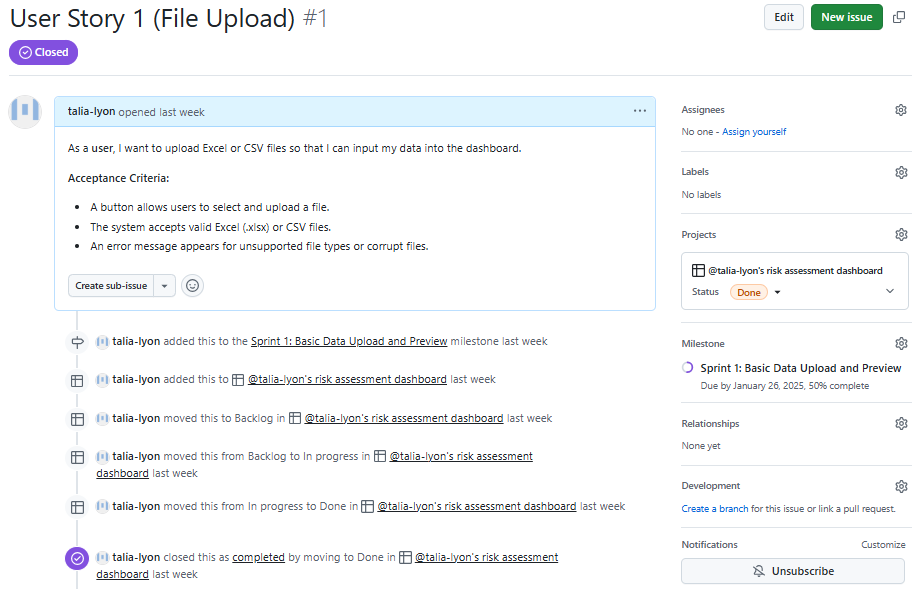 User Story 1 (File Upload) #1
Edit
New issue
Closed
talia-lyon opened last week
As a user, I want to upload Excel or CSV files so that I can input my data into the dashboard.
Acceptance Criteria:
• A button allows users to select and upload a file.
• The system accepts valid Excel (.xlsx) or CSV files.
• An error message appears for unsupported file types or corrupt files.
Create sub-issue
talia-lyon added this to the Sprint 1: Basic Data Upload and Preview milestone last week
talia-lyon added this to @talia-lyon's risk assessment dashboard last week
talia-lyon moved this to Backlog in @talia-lyon's risk assessment dashboard last week
talia-lyon moved this from Backlog to In progress in @talia-lyon's risk assessment
dashboard last week
talia-lyon moved this from In progress to Done in @talia-lyon's risk assessment dashboard last week
talia-lyon closed this as completed by moving to Done in @talia-lyon's risk assessment
dashboard last week
Assignees
No one - Assign yourself
Labels
No labels
Projects
@talia-lyon's risk assessment dashboard
Status Done
Milestone
Sprint 1: Basic Data Upload and Preview
Due by January 26, 2025, 50% complete
Relationships
None yet
Development
Create a branch for this issue or link a pull request.
Notifications
Customize
Unsubscribe